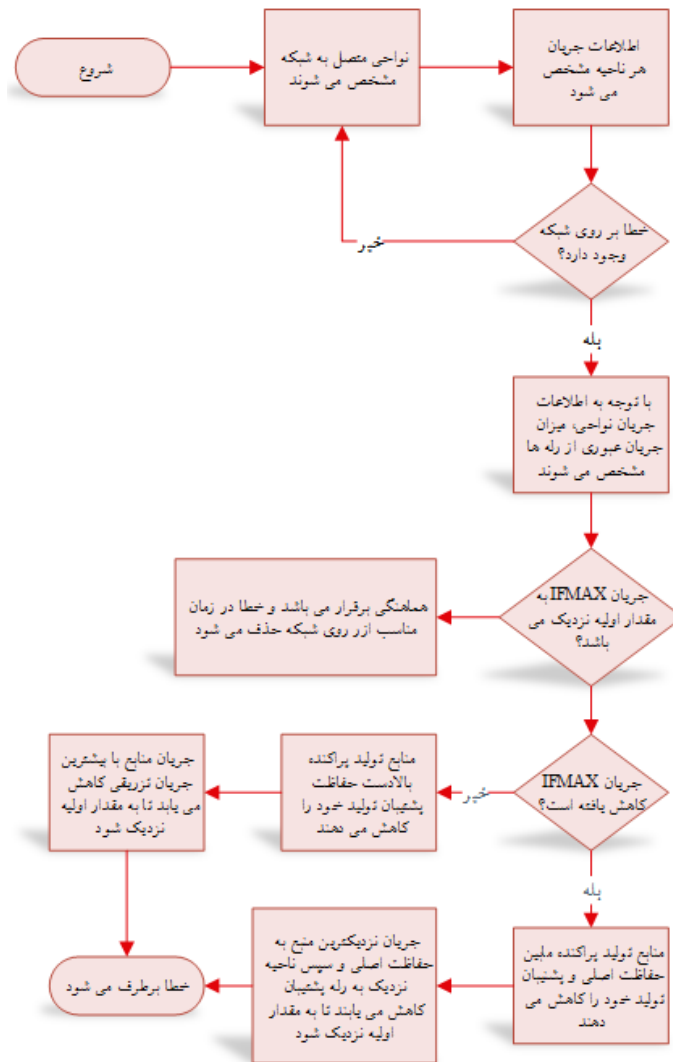 شروع
نواحی متصل به شبکه
مشخص می شوند
اطلاعات جریان
هر ناحیه مشخص
می شود
خطا بر روی شبکه
وجود دارد؟
خیر
بله
با توجه به اطلاعات
جریان نواحی، میزان
جریان عبوری از رله ها
مشخص می شوند
جریان IFMAX به
مقدار اولیه نزدیک می
باشد؟
هماهنگی برقرار می باشد و خطا در زمان
مناسب ازر روی شبکه حذف می شود
جریان IFMAX
کاهش یافته است؟
خیر
منابع تولید پراکنده
بالادست حفاظت
پشتیبان تولید خود را
کاهش می دهند
جریان منابع با بیشترین
جریان تزریقی کاهش
می یابد تا به مقدار اولیه
نزدیک شود
بله
منابع تولید پراکنده مابین
حفاظت اصلی و پشتیبان
تولید خود را کاهش می
دهند
جریان نزدیکترین منبع به
حفاظت اصلی و سپس ناحیه
نزدیک به رله پشتیبان
کاهش می یابند تا به مقدار
اولیه نزدیک شود
خطا برطرف می شود